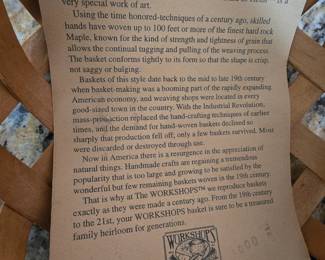 very special work of art.
Using the time honored-techniques of a century ago, skilled
hands have woven up to 100 feet or more of the finest hard rock
Maple, known for the kind of strength and tightness of grain that
allows the continual tugging and pulling of the weaving process.
The basket conforms tightly to its form so that the shape is crisp,
not saggy or bulging.
Baskets of this style date back to the mid to late 19th century
when basket-making was a booming part of the rapidly expanding
American economy, and weaving shops were located in every
good-sized town in the country. With the Industrial Revolution,
mass-production replaced the hand-crafting techniques of earlier
times, and the demand for hand-woven baskets declined so
sharply that production fell off; only a few baskets survived. Most
were discarded or destroyed through use.
Now in America there is a resurgence in the appreciation of
natural things. Handmade crafts are regaining a tremendous
popularity that is too large and growing to be satisfied by the
wonderful but few remaining baskets woven in the 19th century.
That is why at The WORKSHOPS™ we reproduce baskets
exactly as they were made a century ago. From the 19th century
to the 21st, your WORKSHOPS basket is sure to be a treasured
family heirloom for generations.
WORKSHOPS